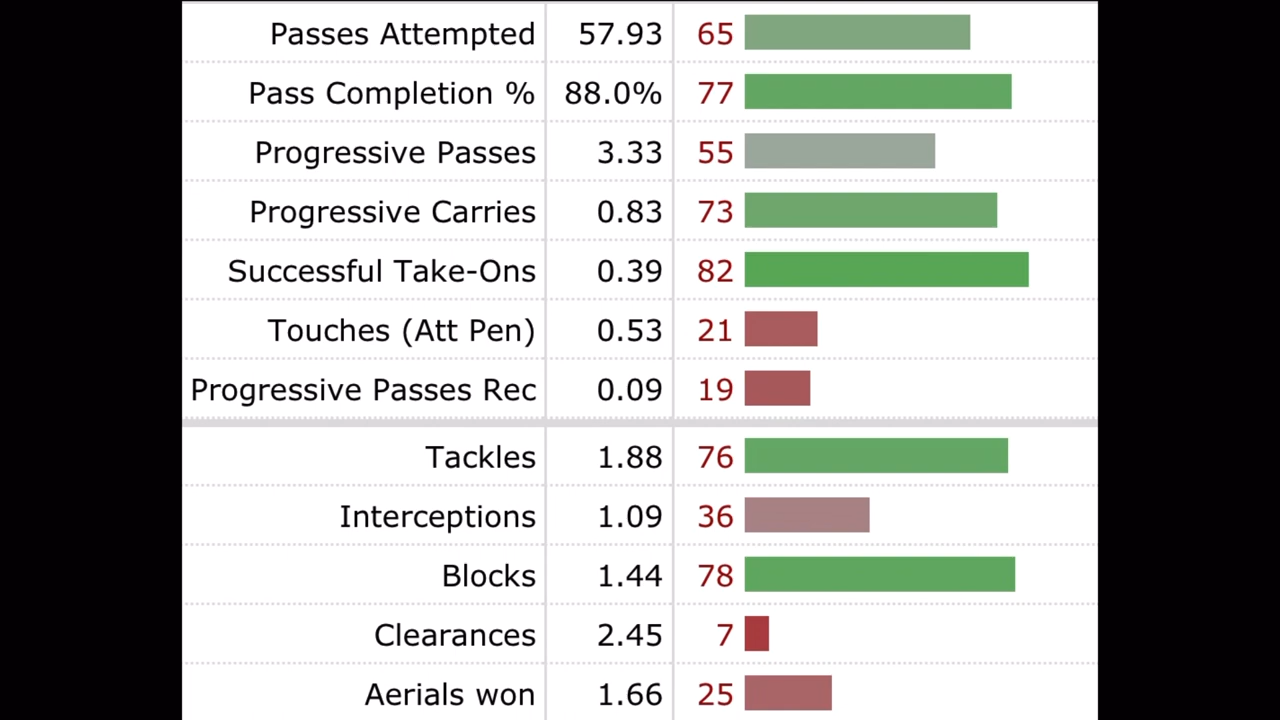 Passes Attempted 57.93 65
Pass Completion % 88.0% 77
Progressive Passes 3.33 55
Progressive Carries 0.83 73
Successful Take-Ons 0.39 82
Touches (Att Pen) 0.53 21
Progressive Passes Rec 0.09 19
Tackles 1.88 76
Interceptions 1.09 36
Blocks 1.44 78
Clearances 2.45 7
Aerials won 1.66 25